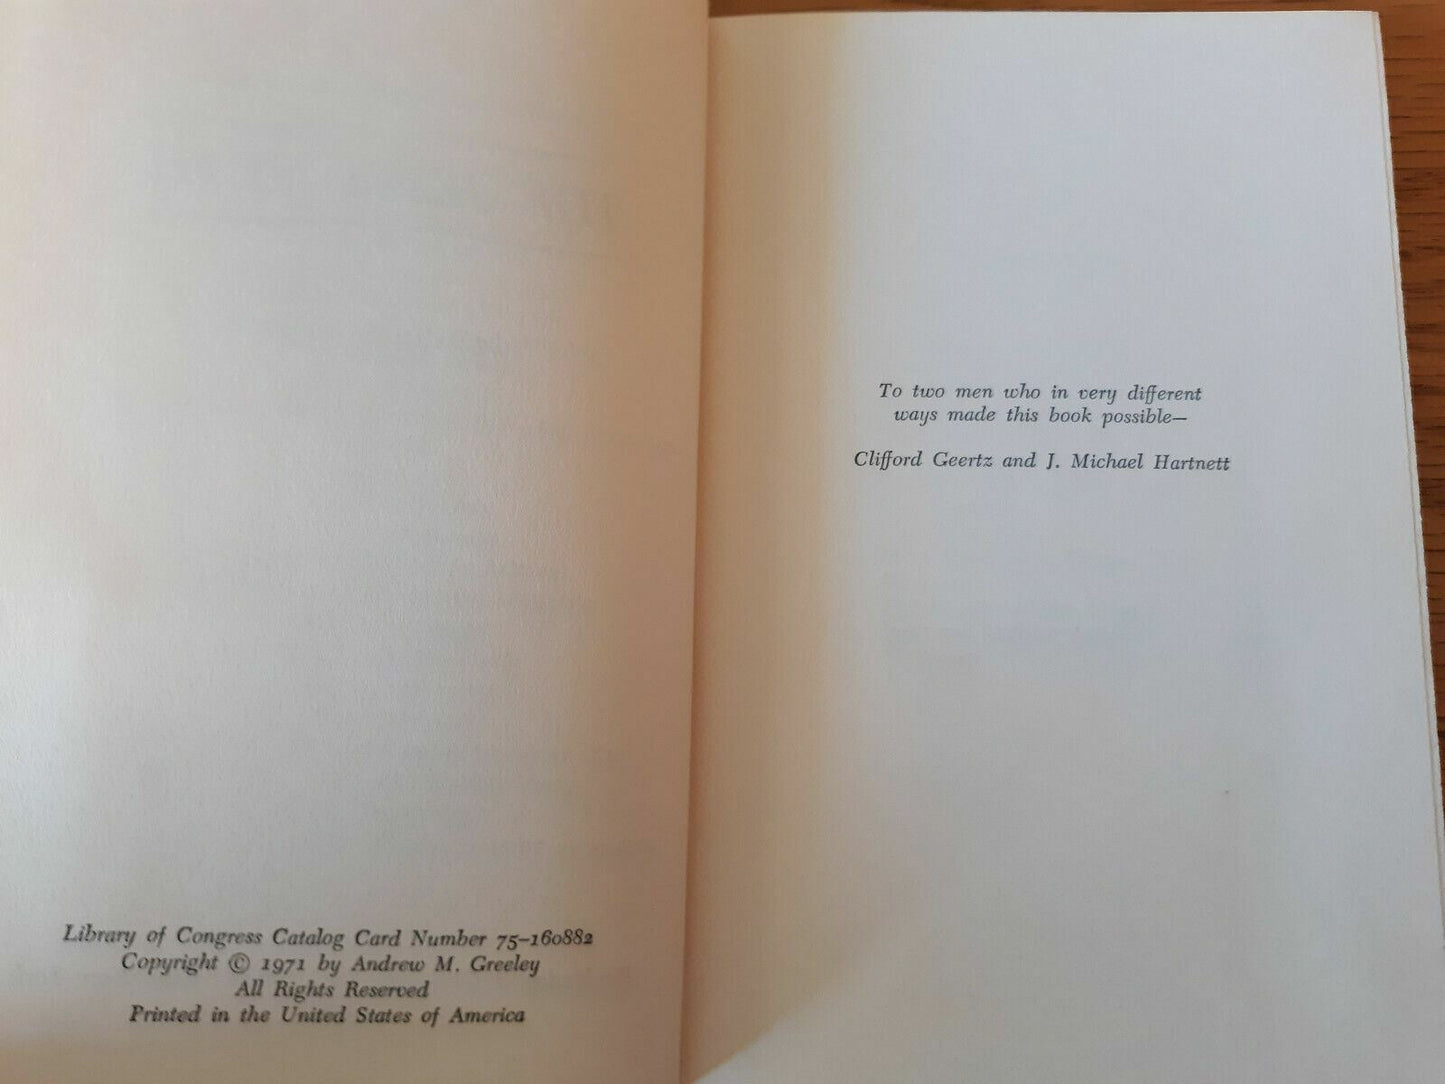 Library of Congress Catalog Card Number 75–160882
Copyright © 1971 by Andrew M. Greeley
All Rights Reserved
Printed in the United States of America
To two men who in very different
ways made this book possible—
Clifford Geertz and J. Michael Hartnett